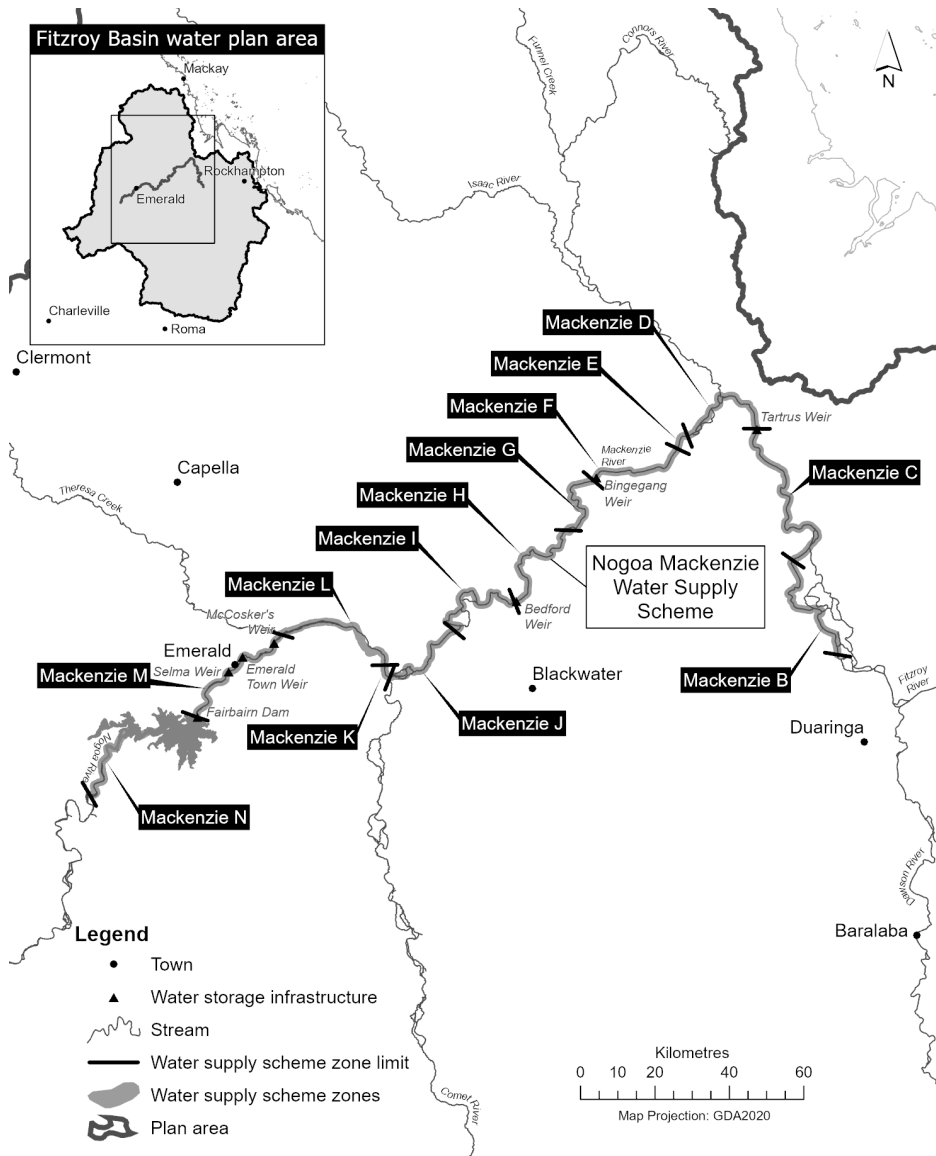 Fitzroy Basin water plan area
Mackay
Rockhampton
Emerald
Charleville
Roma
Funnel Creek
Connors River
N
Isaac River
Clermont
Mackenzie D
Mackenzie E
Mackenzie F
Tartrus Weir
Mackenzie G
Mackenzie
River
Capella
Mackenzie C
Bingegang
Weir
Theresa Creek
Mackenzie H
Mackenzie I
Nogoa Mackenzie
Water Supply
Scheme
Mackenzie L
McCosker's
Weir
Bedford
Weir
Emerald
Selma Weir
Emerald
Town Weir
Mackenzie M
Blackwater
Mackenzie B
Fitzroy
River
Fairbairn Dam
Mackenzie J
Mackenzie K
Duaringa
Nogoa River
Mackenzie N
Dawson River
Baralaba
Legend
Town
Water storage infrastructure
Stream
Water supply scheme zone limit
Water supply scheme zones
Plan area
Comet River
Kilometres
0 10 20 40 60
Map Projection: GDA2020